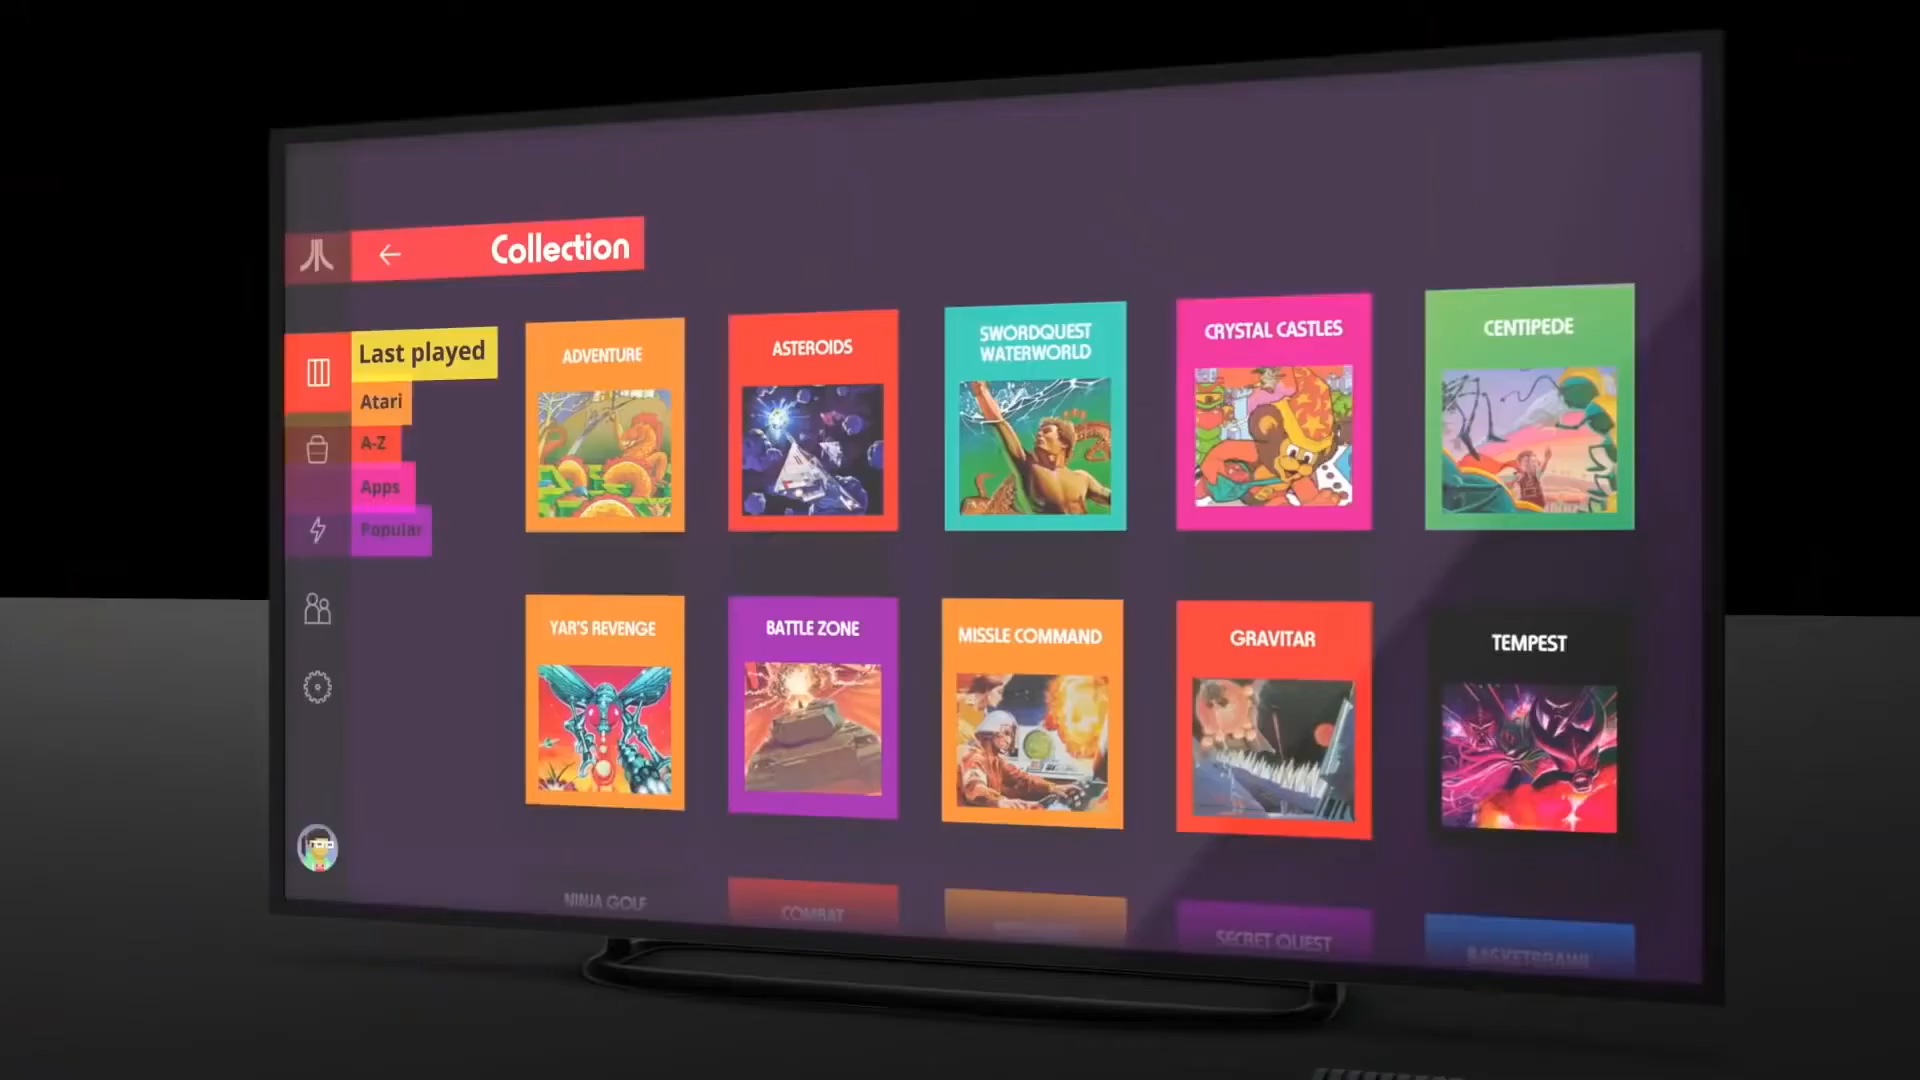 Collection
Last played
Atari
A-Z
Apps
Popular
ADVENTURE
ASTEROIDS
SWORDQUEST
WATERWORLD
CRYSTAL CASTLES
CENTIPEDE
YAR'S REVENGE
BATTLE ZONE
MISSLE COMMAND
GRAVITAR
TEMPEST
NINJA GOLF
COMBAT
SECRET QUEST
BASKETBRAWL